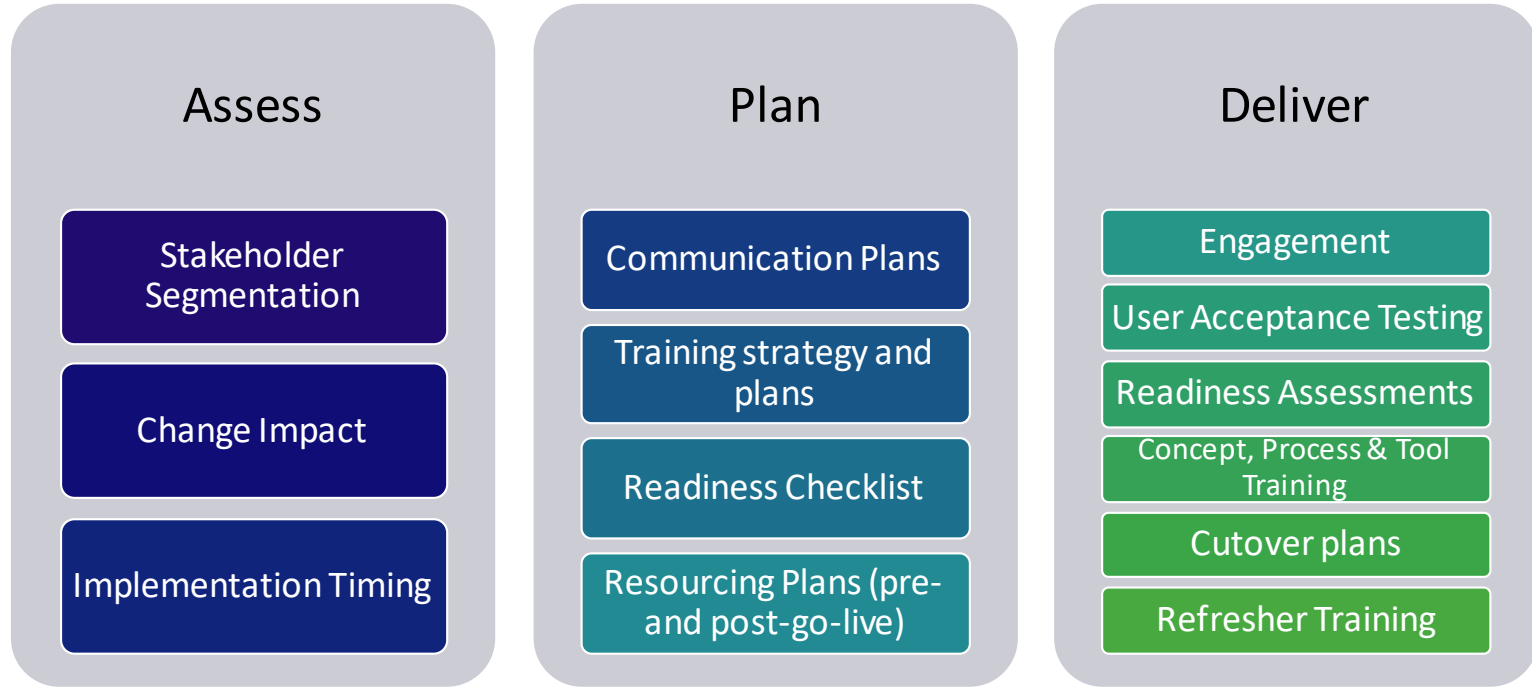 Assess
Stakeholder
Segmentation
Change Impact
Implementation Timing
Plan
Communication Plans
Training strategy and
plans
Readiness Checklist
Resourcing Plans (pre-
and post-go-live)
Deliver
Engagement
User Acceptance Testing
Readiness Assessments
Concept, Process & Tool
Training
Cutover plans
Refresher Training